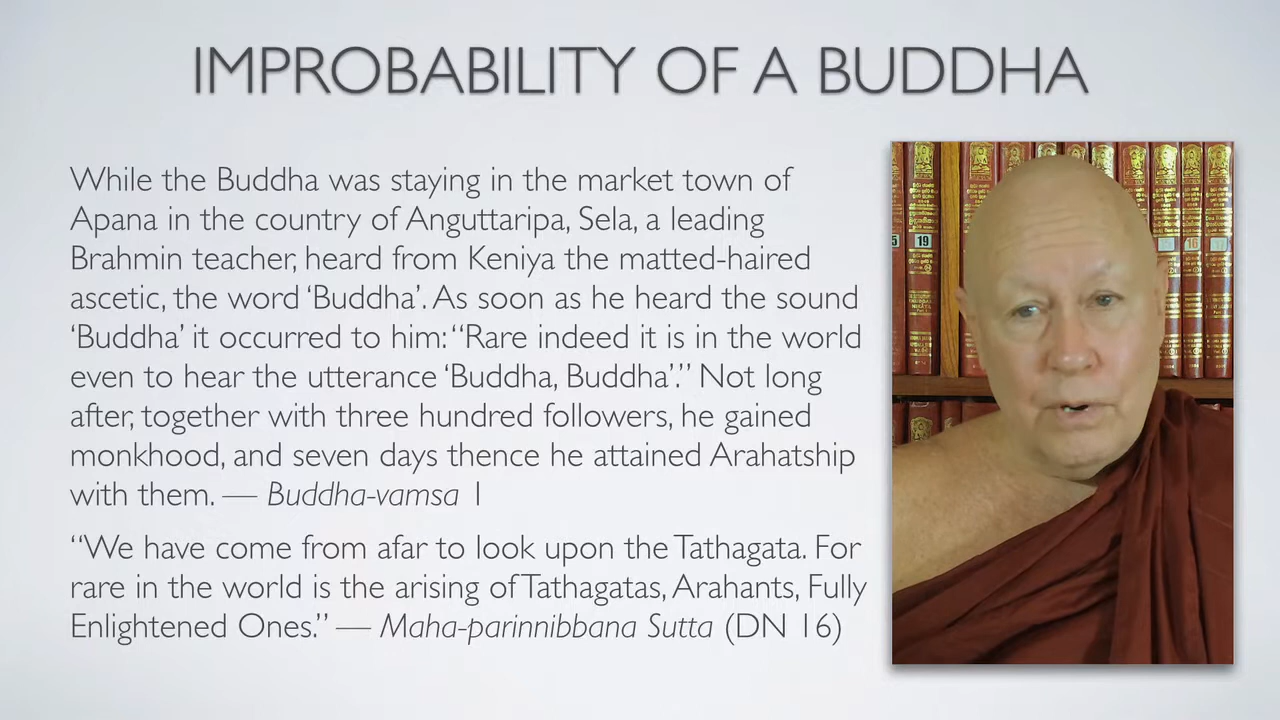 IMPROBABILITY OF A BUDDHA
While the Buddha was staying in the market town of
Apana in the country of Anguttaripa, Sela, a leading
Brahmin teacher, heard from Keniya the matted-haired
ascetic, the word ‘Buddha’. As soon as he heard the sound
‘Buddha’ it occurred to him: “Rare indeed it is in the world
even to hear the utterance ‘Buddha, Buddha’.” Not long
after, together with three hundred followers, he gained
monkhood, and seven days thence he attained Arahatship
with them. — Buddha-vamsa 1
“We have come from afar to look upon the Tathagata. For
rare in the world is the arising of Tathagatas, Arahants, Fully
Enlightened Ones.” — Maha-parinnibbana Sutta (DN 16)
19
16